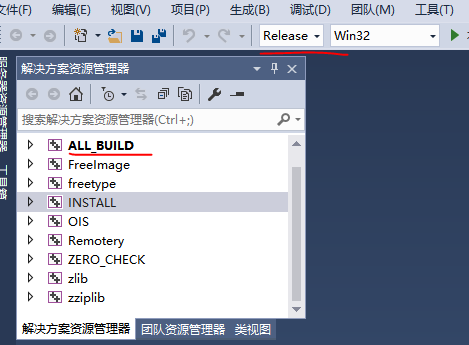 文件(F) 编辑(E) 视图(V) 项目(P) 生成(B) 调试(D) 团队(M) 工具(T)
Release Win32
解决方案资源管理器
搜索解决方案资源管理器(Ctrl+;)
ALL_BUILD
FreeImage
freetype
INSTALL
OIS
Remotery
ZERO_CHECK
zlib
zziplib
解决方案资源管理器 团队资源管理器 类视图
服务器资源管理器
工具箱